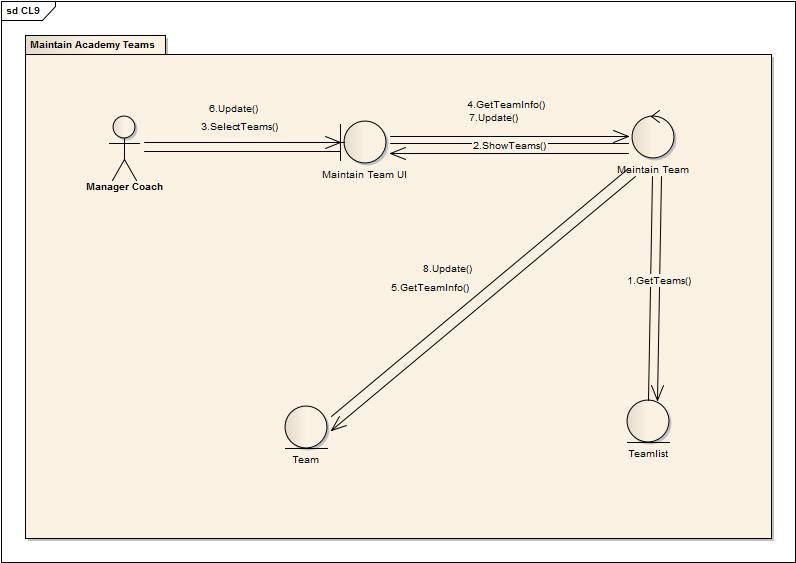 sd CL9
Maintain Academy Teams
6.Update()
3.SelectTeams()
4.GetTeamInfo()
7.Update()
2.ShowTeams()
Manager Coach
Maintain Team UI
Maintain Team
8.Update()
5.GetTeamInfo()
1.GetTeams()
Team
Teamlist